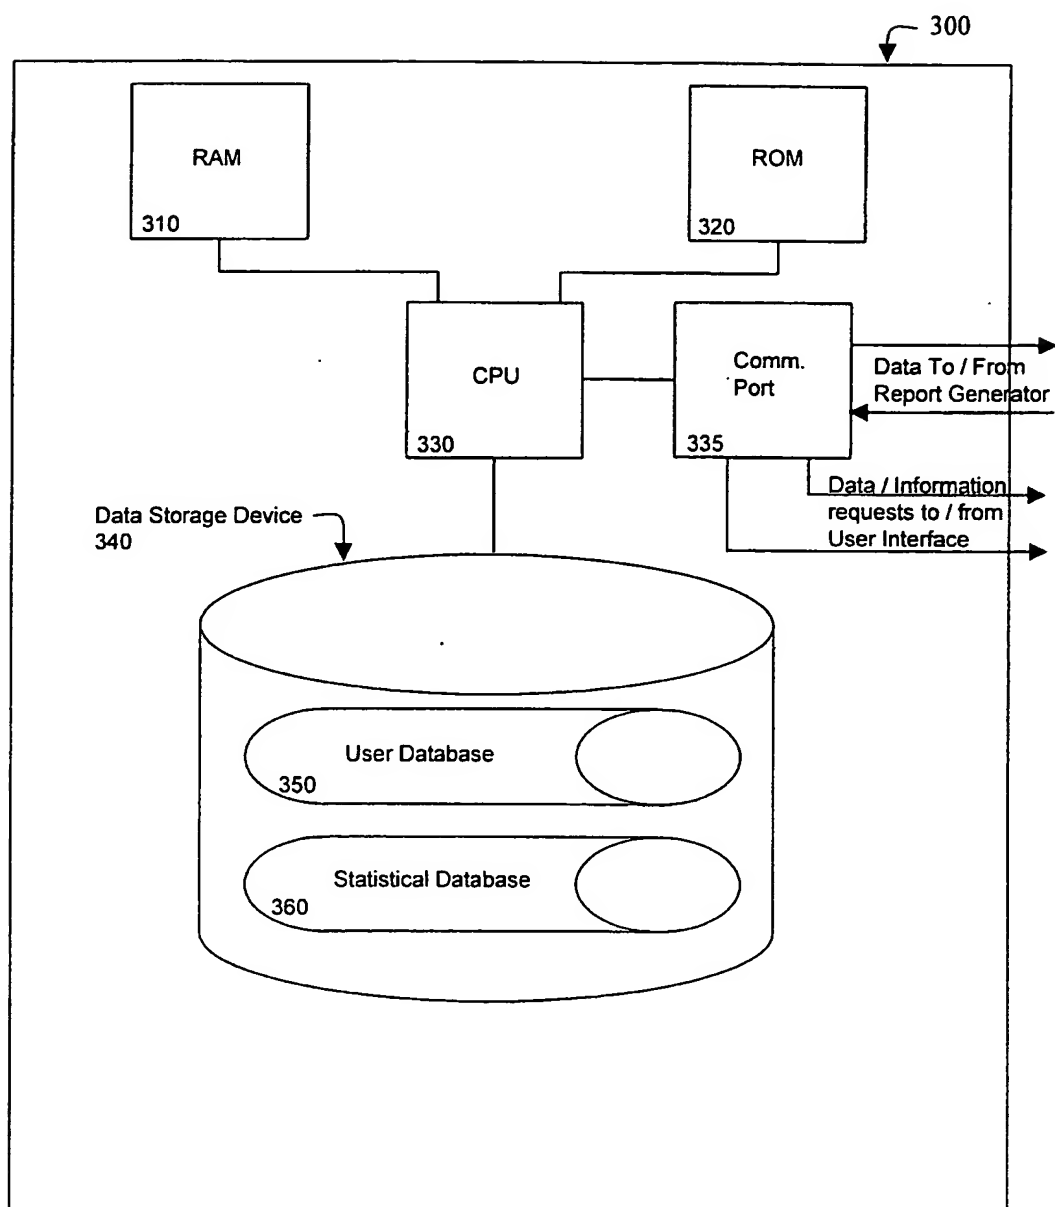 300
RAM
310
ROM
320
CPU
330
Comm.
Port
335
Data To / From
Report Generator
Data / Information
requests to / from
User Interface
Data Storage Device
340
User Database
350
Statistical Database
360